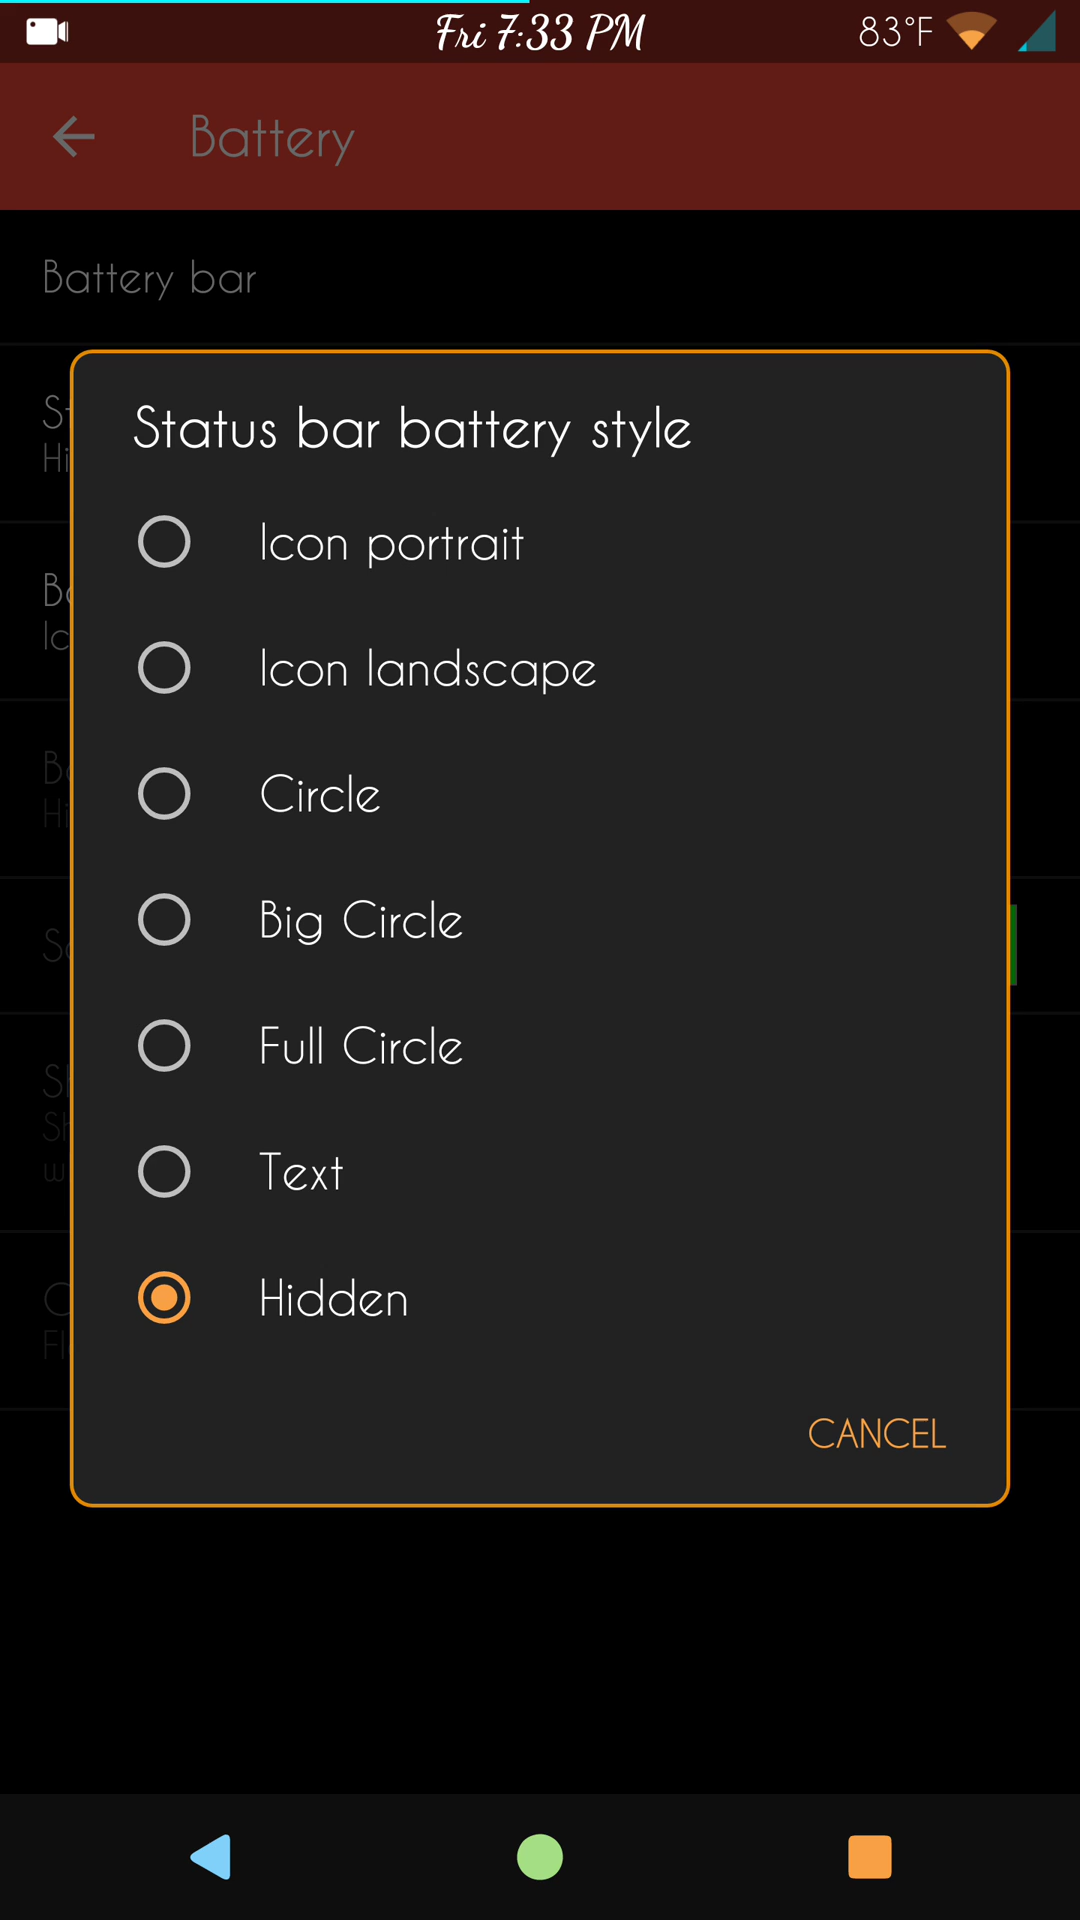 Fri 7:33 PM
83°F
Battery
Battery bar
Status bar battery style
Icon portrait
Icon landscape
Circle
Big Circle
Full Circle
Text
Hidden
CANCEL